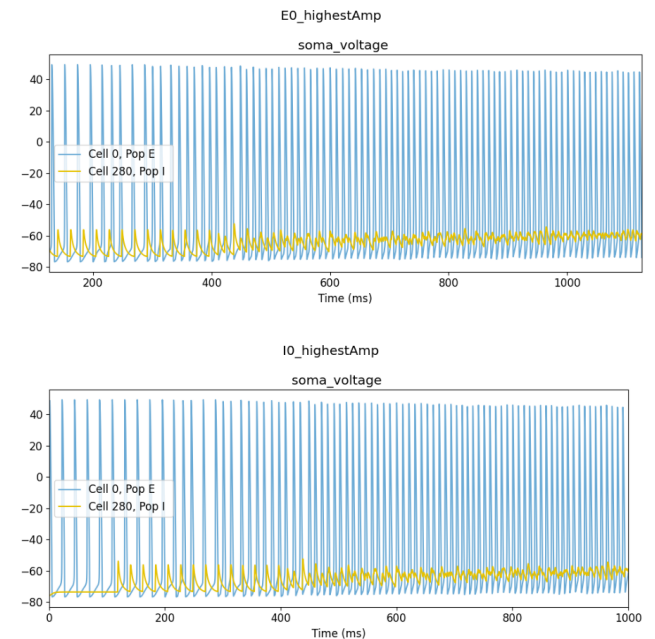 E0_highestAmp
soma_voltage
40
20
0
−20
−40
−60
−80
Cell 0, Pop E
Cell 280, Pop I
200
400
600
800
1000
Time (ms)
I0_highestAmp
soma_voltage
40
20
0
−20
−40
−60
−80
Cell 0, Pop E
Cell 280, Pop I
0
200
400
600
800
1000
Time (ms)